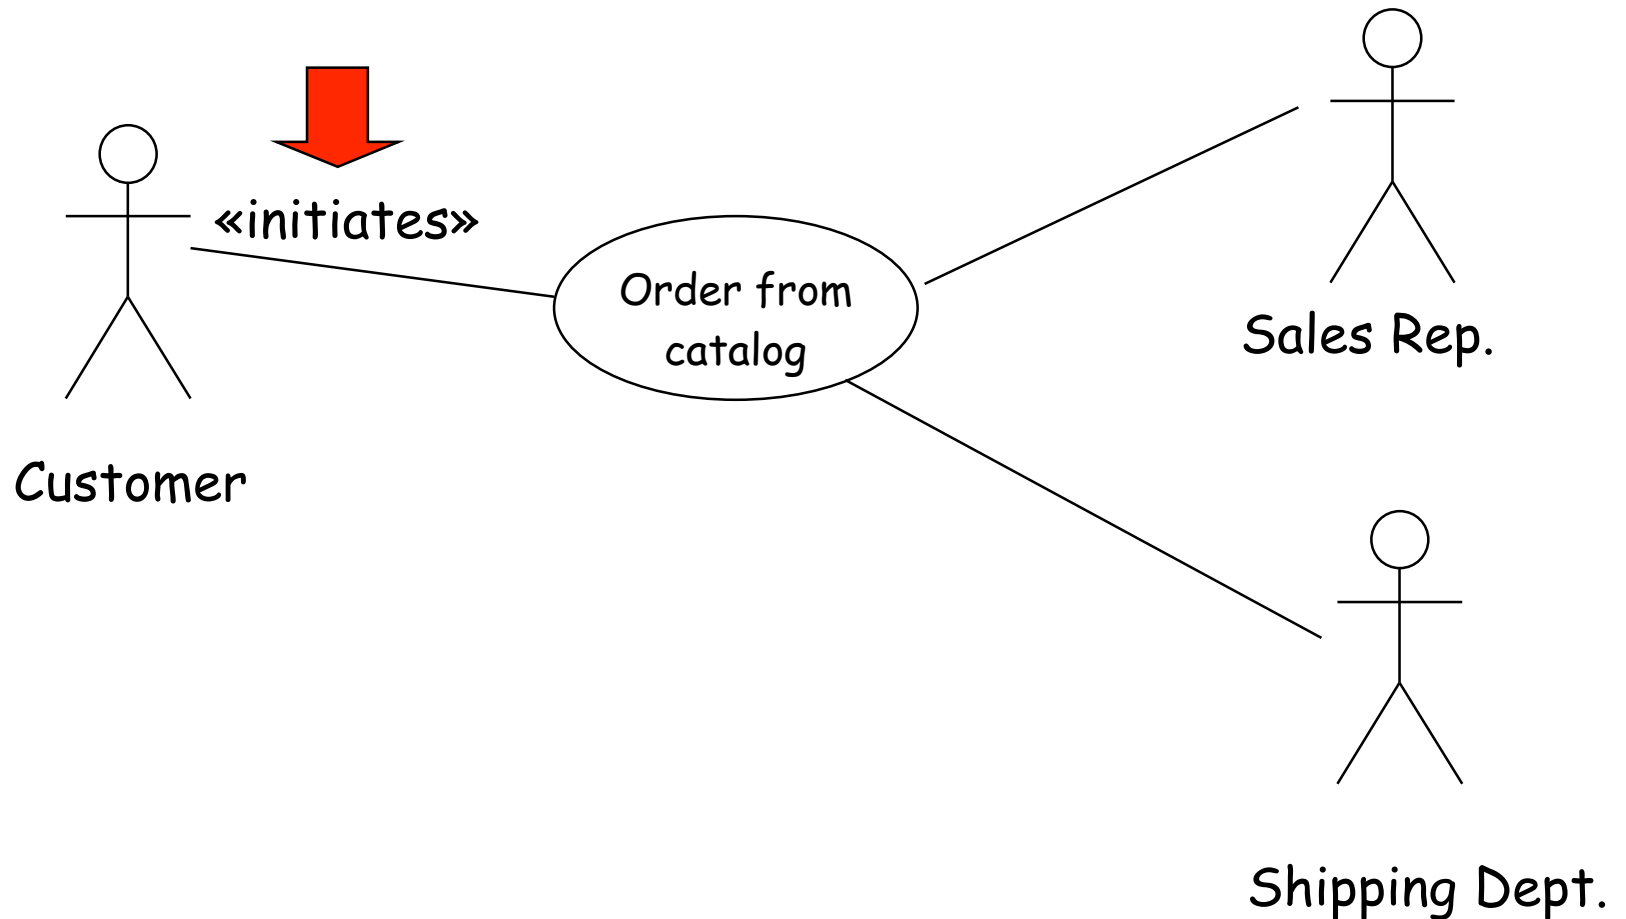 «initiates»
Order from
catalog
Sales Rep.
Customer
Shipping Dept.